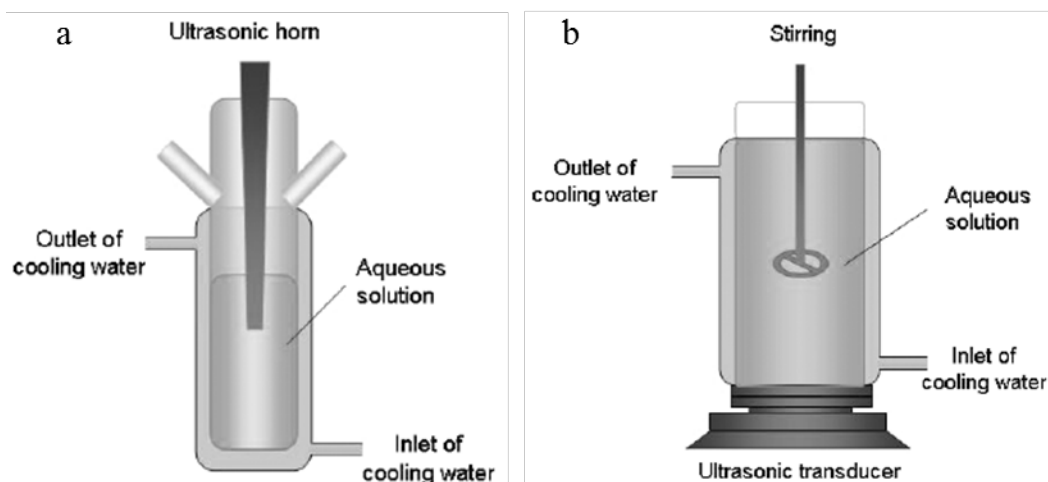 a
Ultrasonic horn
Outlet of
cooling water
Aqueous
solution
Inlet of
cooling water
b
Stirring
Outlet of
cooling water
Aqueous
solution
Inlet of
cooling water
Ultrasonic transducer